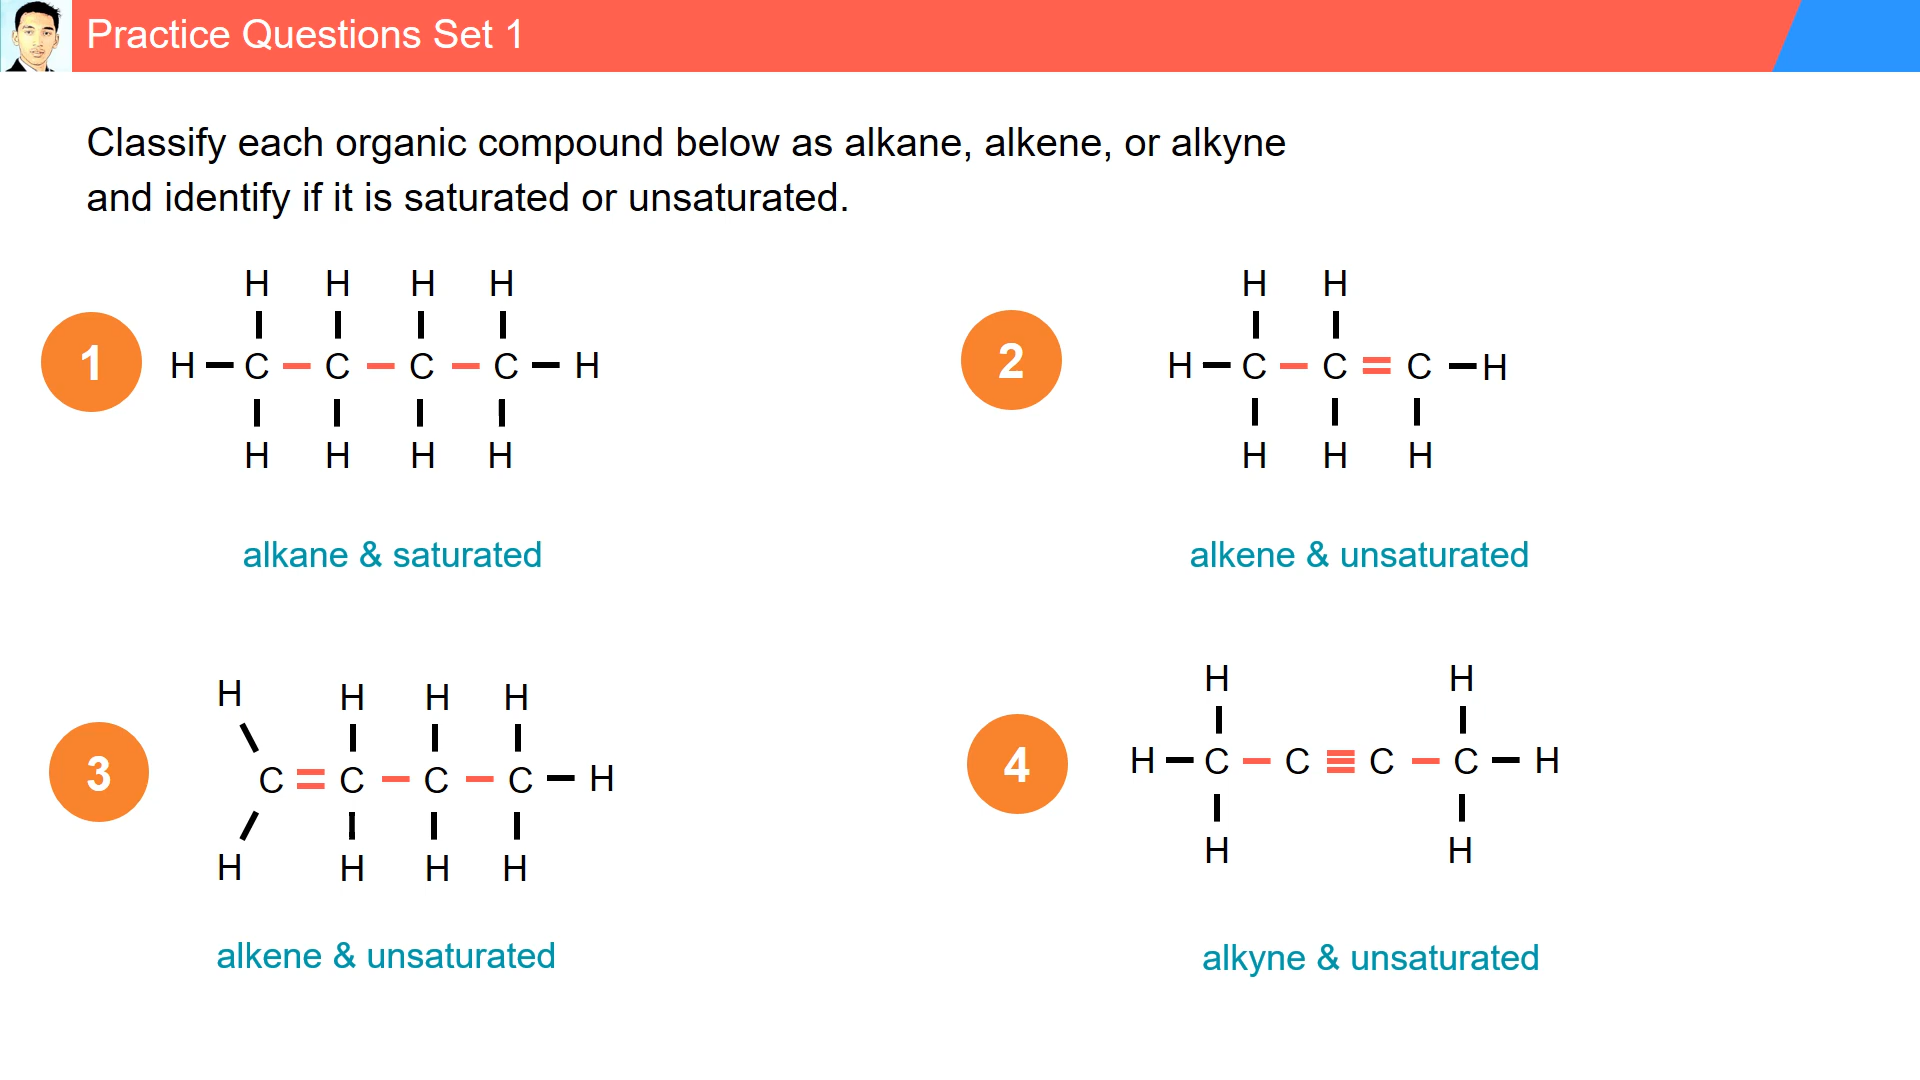 Practice Questions Set 1
Classify each organic compound below as alkane, alkene, or alkyne
and identify if it is saturated or unsaturated.
1
H H H H
H C C C C H
H H H H
alkane & saturated
2
H H
H C C C H
H H H
alkene & unsaturated
3
H H H H
C C C C H
H H H H
alkene & unsaturated
4
H H
H C C C C H
H H
alkyne & unsaturated